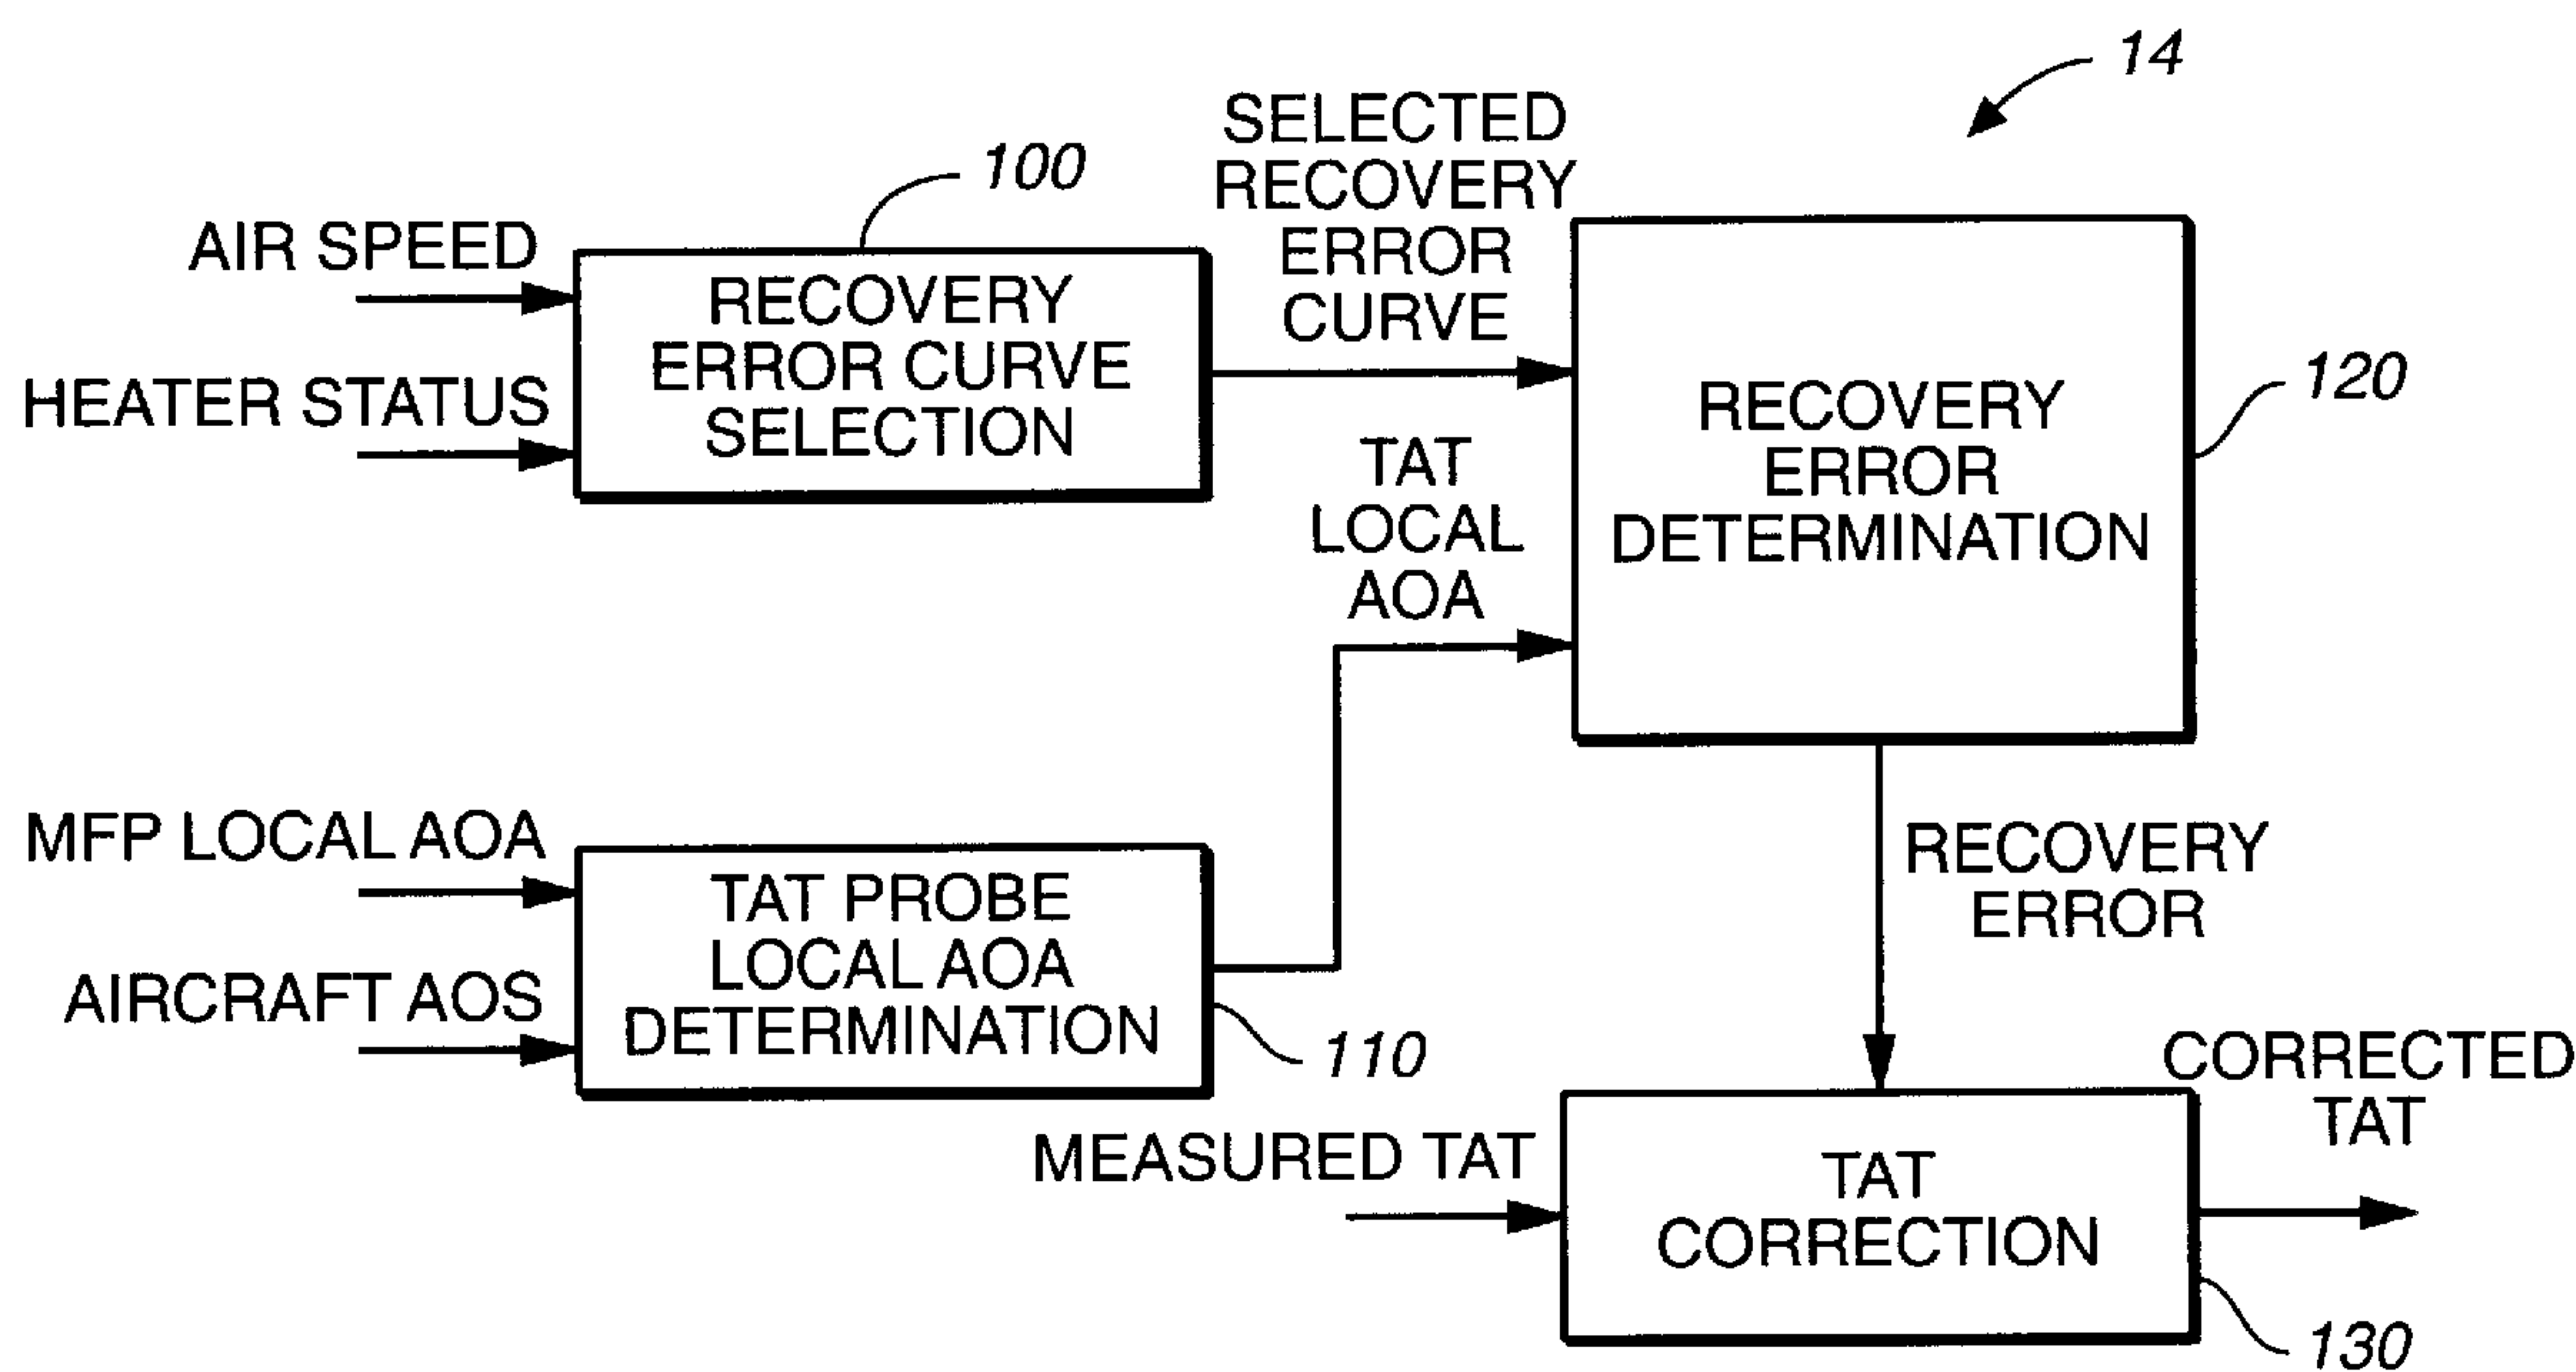 14
100
SELECTED
RECOVERY
ERROR
CURVE
AIR SPEED
HEATER STATUS
RECOVERY
ERROR CURVE
SELECTION
TAT
LOCAL
AOA
RECOVERY
ERROR
DETERMINATION
120
MFP LOCAL AOA
AIRCRAFT AOS
TAT PROBE
LOCAL AOA
DETERMINATION
110
RECOVERY
ERROR
MEASURED TAT
TAT
CORRECTION
CORRECTED
TAT
130